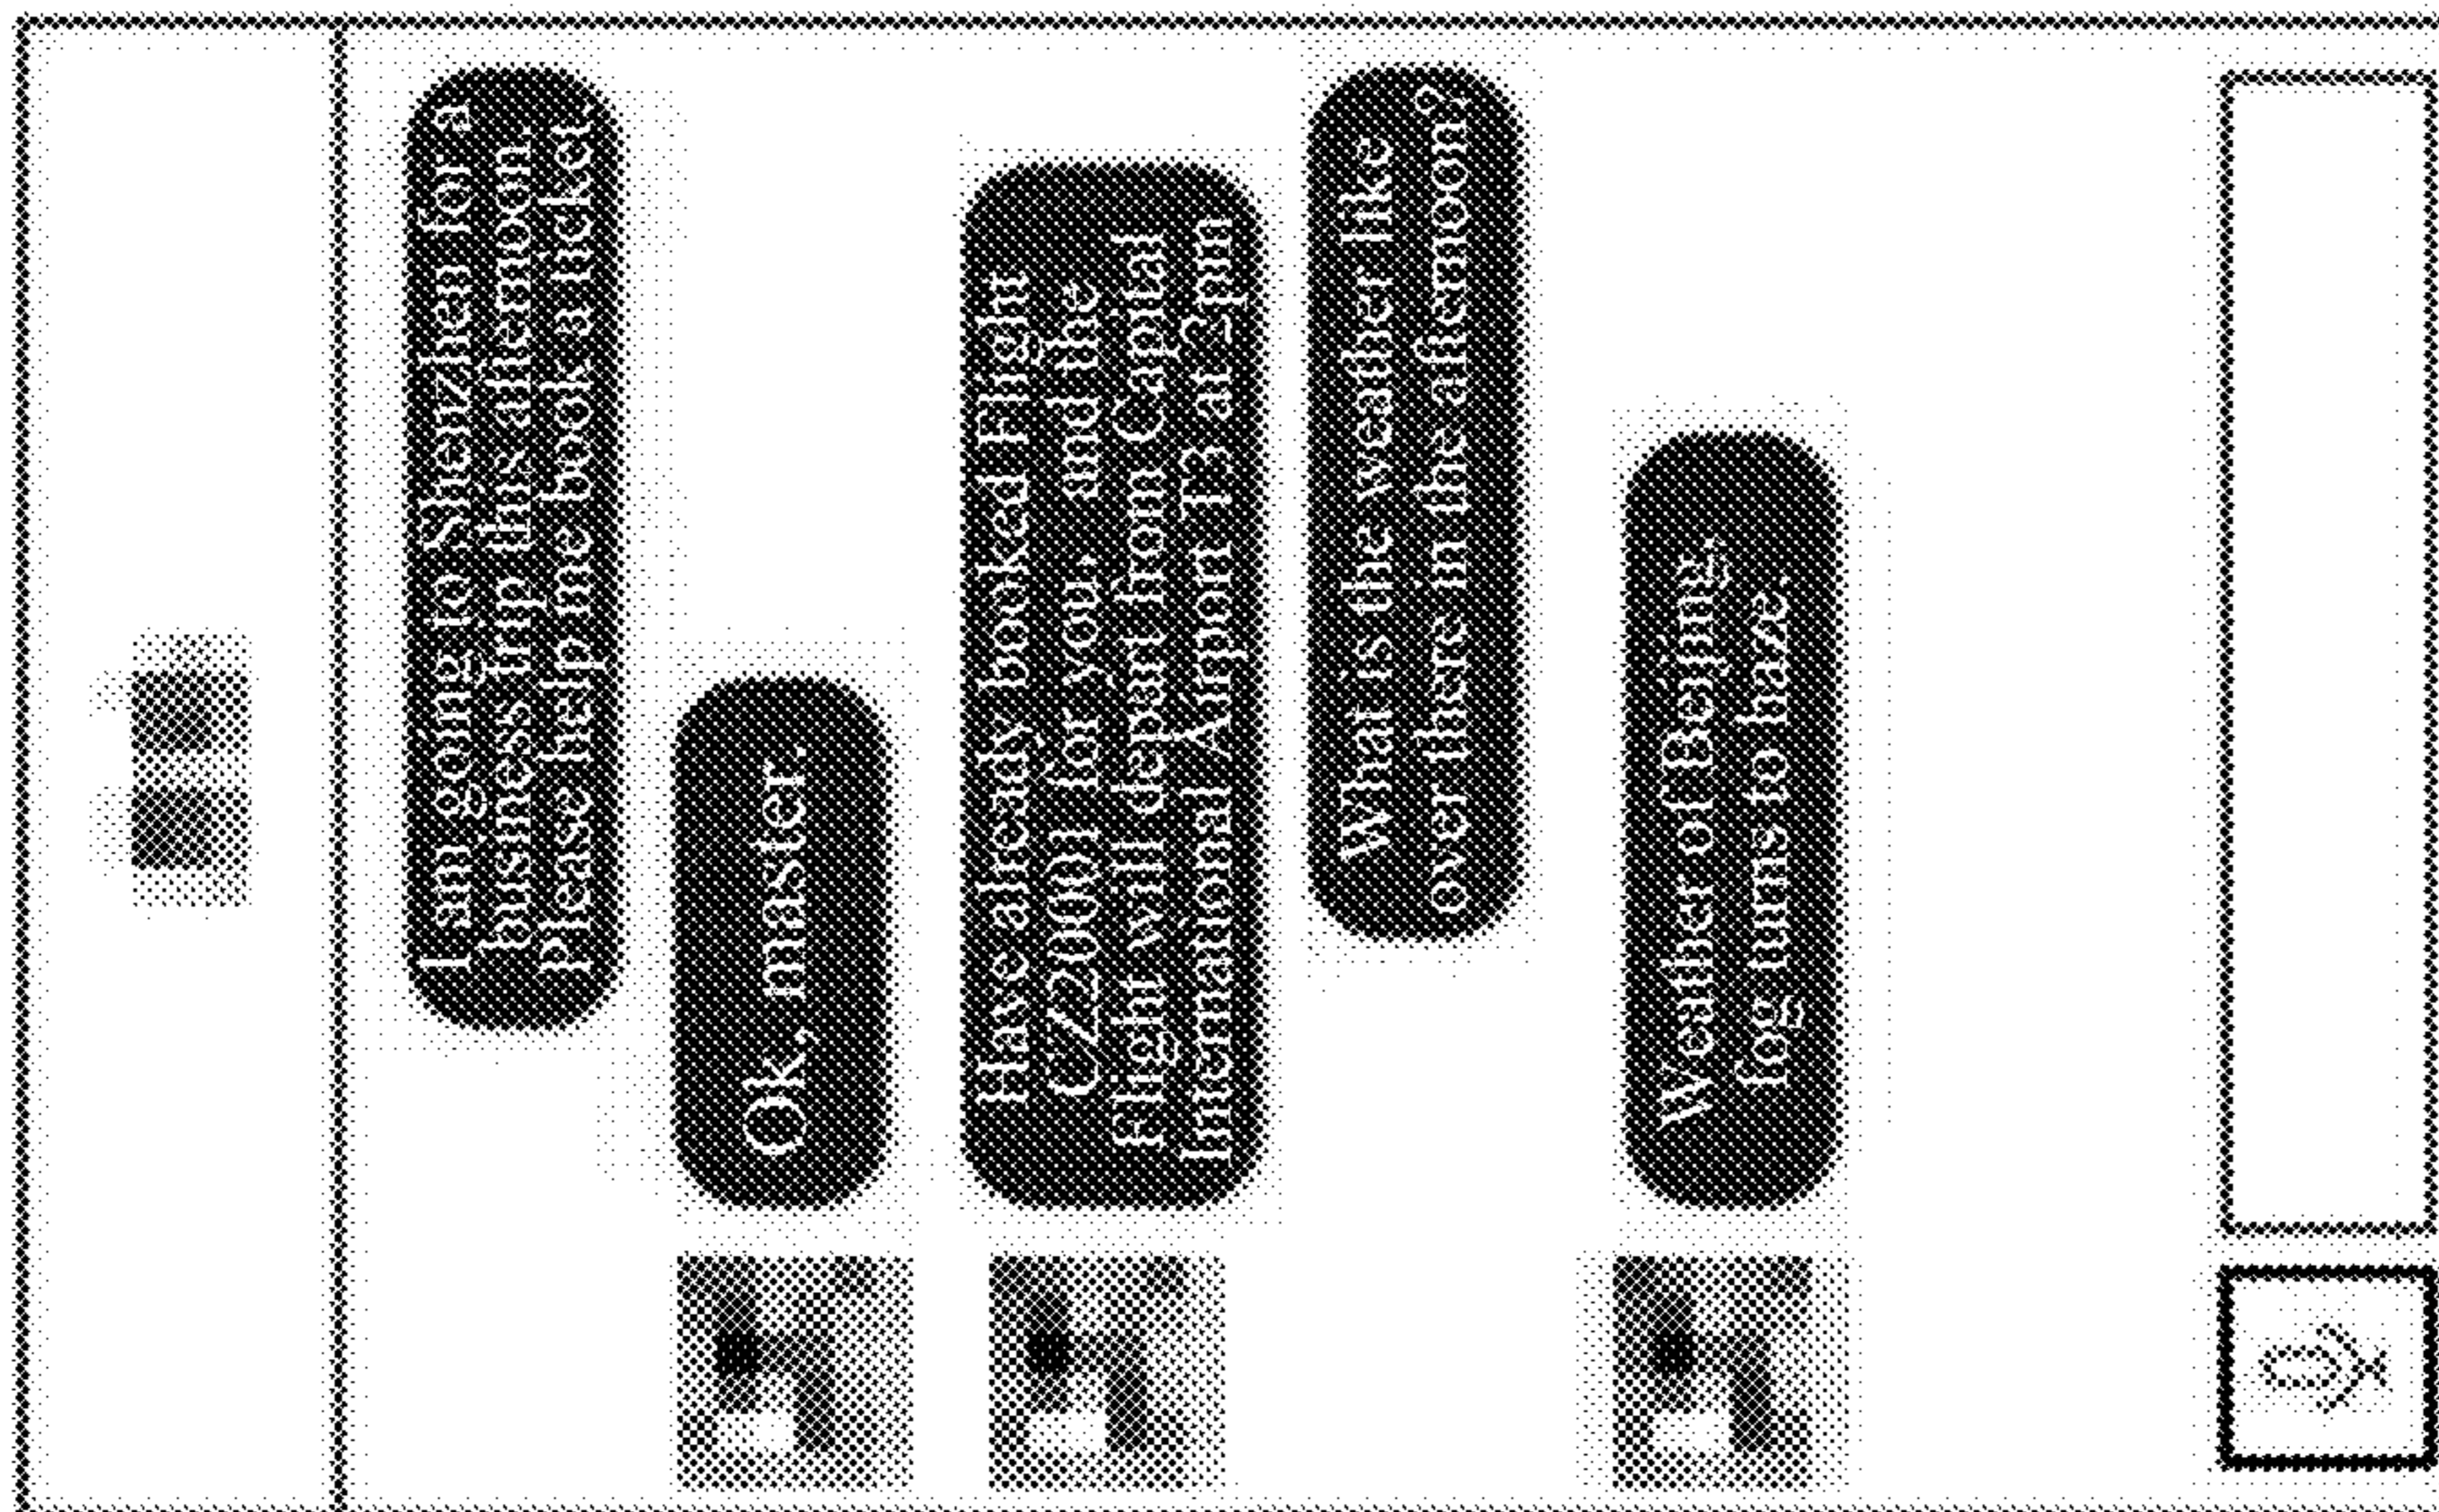 I am going to Shenzhen for a
business trip this afternoon.
Please help me book a ticket.
Ok, master.
Have already booked Flight
CZ2001 for you, and the
Flight will depart from Capital
International Airport T3 at 2pm
What is the weather like
over there in the afternoon?
Weather of Beijing,
fog turns to haze.